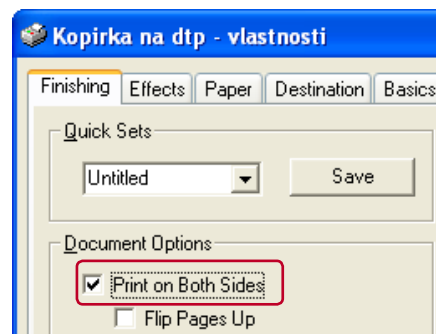 Kopirka na dtp - vlastnosti
Finishing Effects Paper Destination Basics
Quick Sets
Untitled Save
Document Options
Print on Both Sides
Flip Pages Up